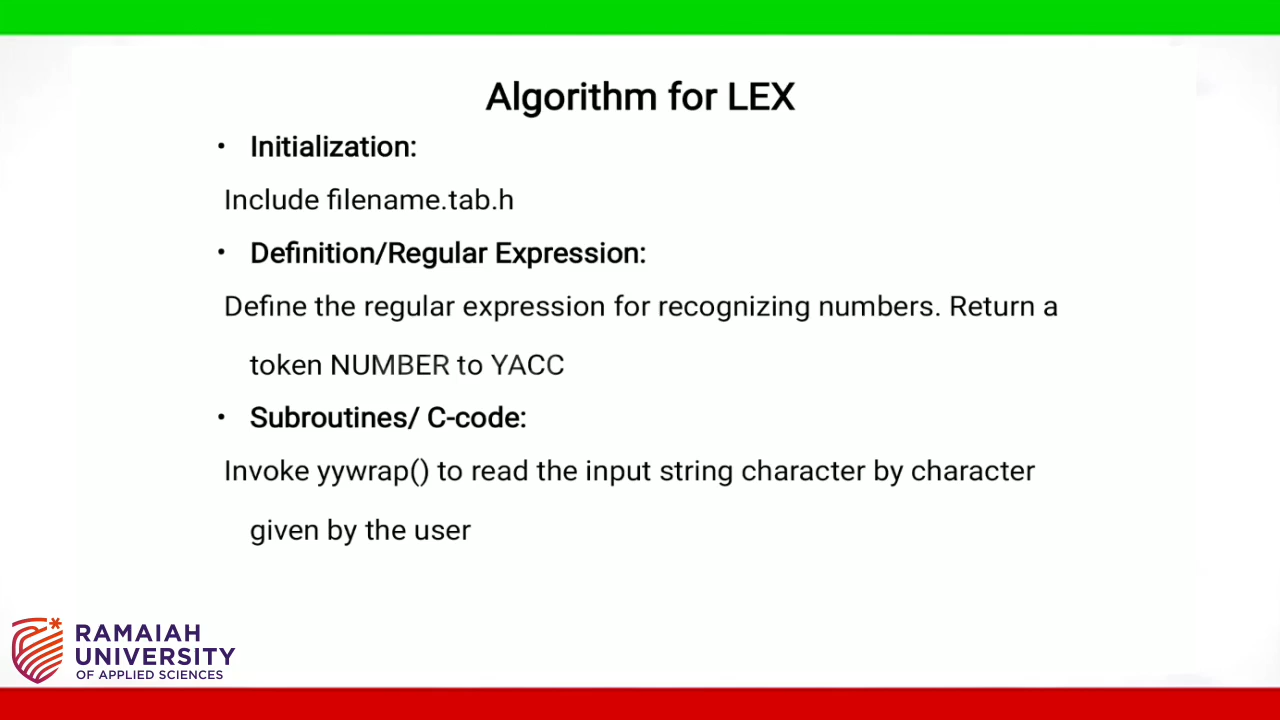 Algorithm for LEX
• Initialization:
Include filename.tab.h
• Definition/Regular Expression:
Define the regular expression for recognizing numbers. Return a
token NUMBER to YACC
• Subroutines/ C-code:
Invoke yywrap() to read the input string character by character
given by the user
RAMAIAH
UNIVERSITY
OF APPLIED SCIENCES